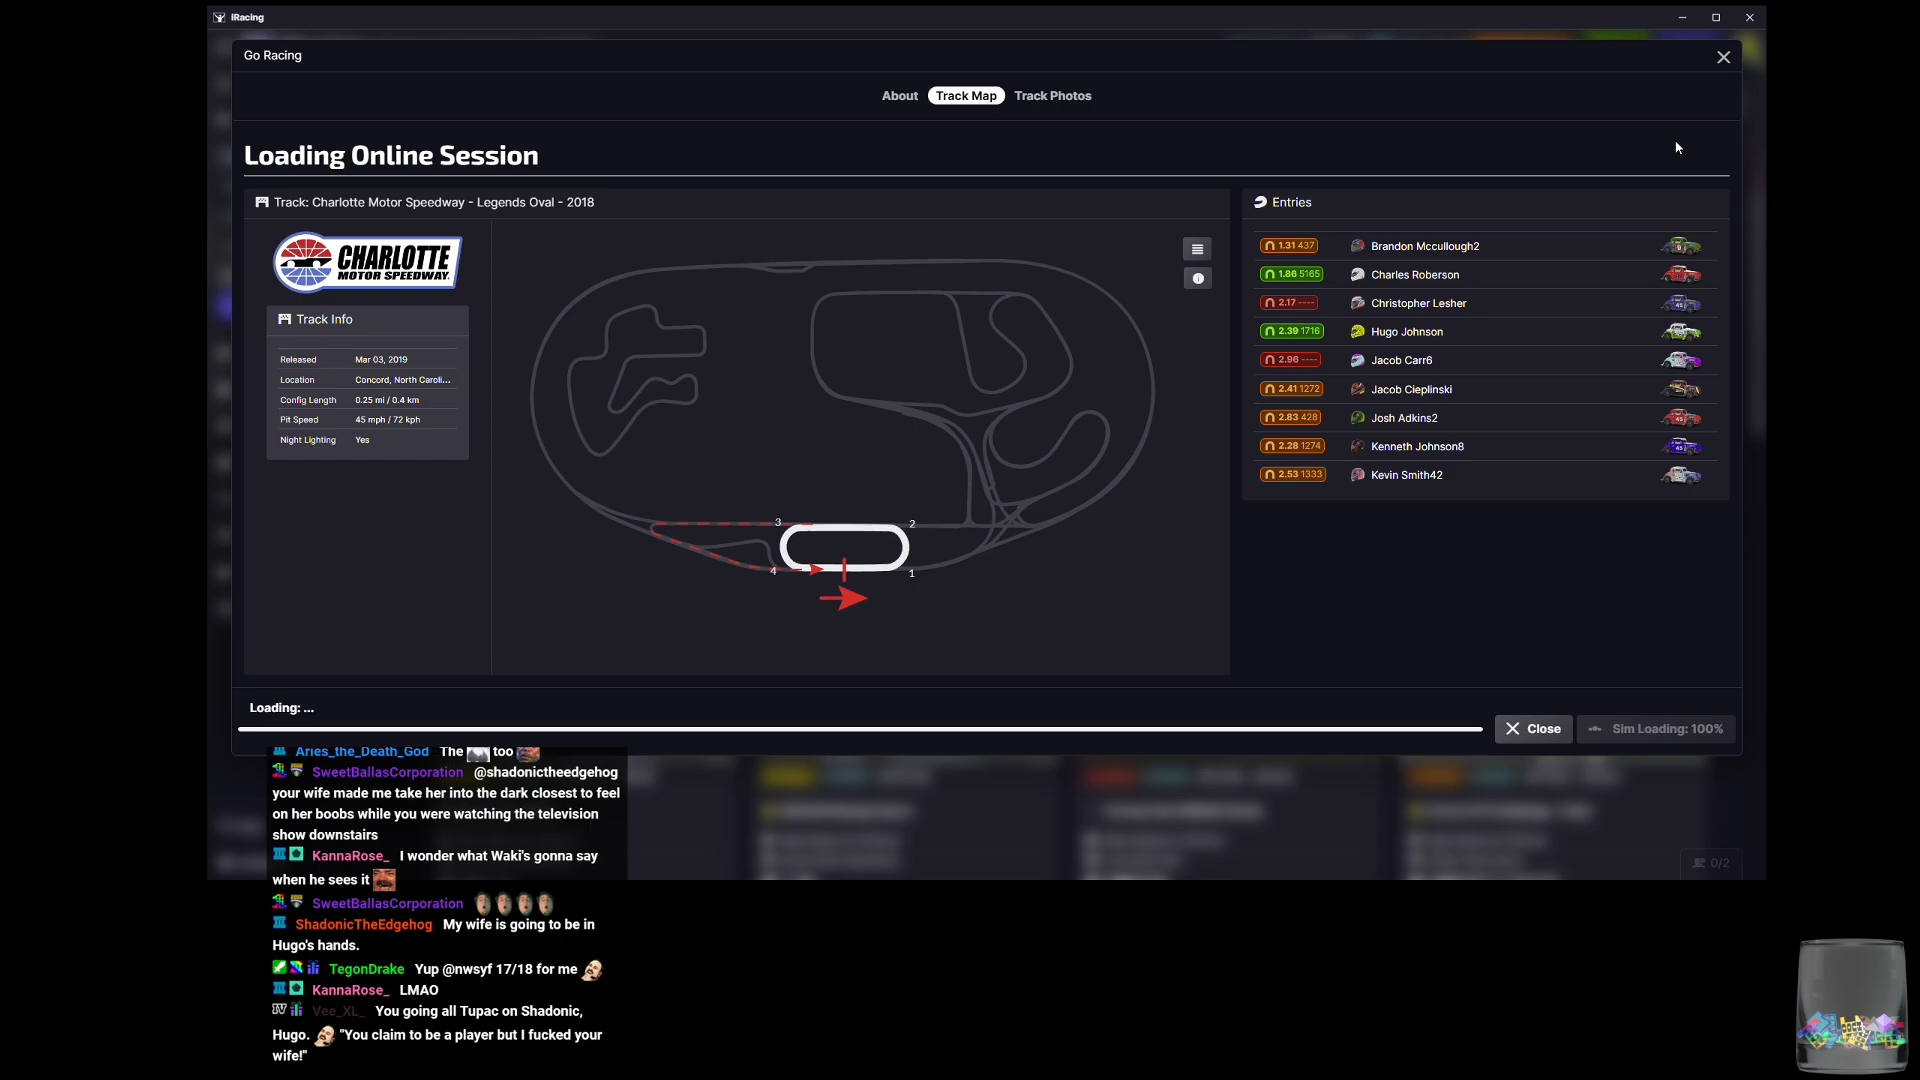 iRacing
Go Racing
About Track Map Track Photos
Loading Online Session
Track: Charlotte Motor Speedway - Legends Oval - 2018
CHARLOTTE
MOTOR SPEEDWAY
Track Info
Released Mar 03, 2019
Location Concord, North Caroli...
Config Length 0.25 mi / 0.4 km
Pit Speed 45 mph / 72 kph
Night Lighting Yes
3 2
4 1
Entries
1.31 437 Brandon Mccullough2
1.86 5165 Charles Roberson
2.17 ---- Christopher Lesher
2.39 1716 Hugo Johnson
2.96 ---- Jacob Carr6
2.41 1272 Jacob Cieplinski
2.83 428 Josh Adkins2
2.28 1274 Kenneth Johnson8
2.53 1333 Kevin Smith42
Loading: ...
Close
Sim Loading: 100%
0/2
Aries_the_Death_God The too
SweetBallasCorporation @shadonictheedgehog
your wife made me take her into the dark closest to feel
on her boobs while you were watching the television
show downstairs
KannaRose_ I wonder what Waki's gonna say
when he sees it
SweetBallasCorporation
ShadonicTheEdgehog My wife is going to be in
Hugo's hands.
TegonDrake Yup @nwsyf 17/18 for me
KannaRose_ LMAO
Vee_XL_ You going all Tupac on Shadonic,
Hugo. "You claim to be a player but I fucked your
wife!"